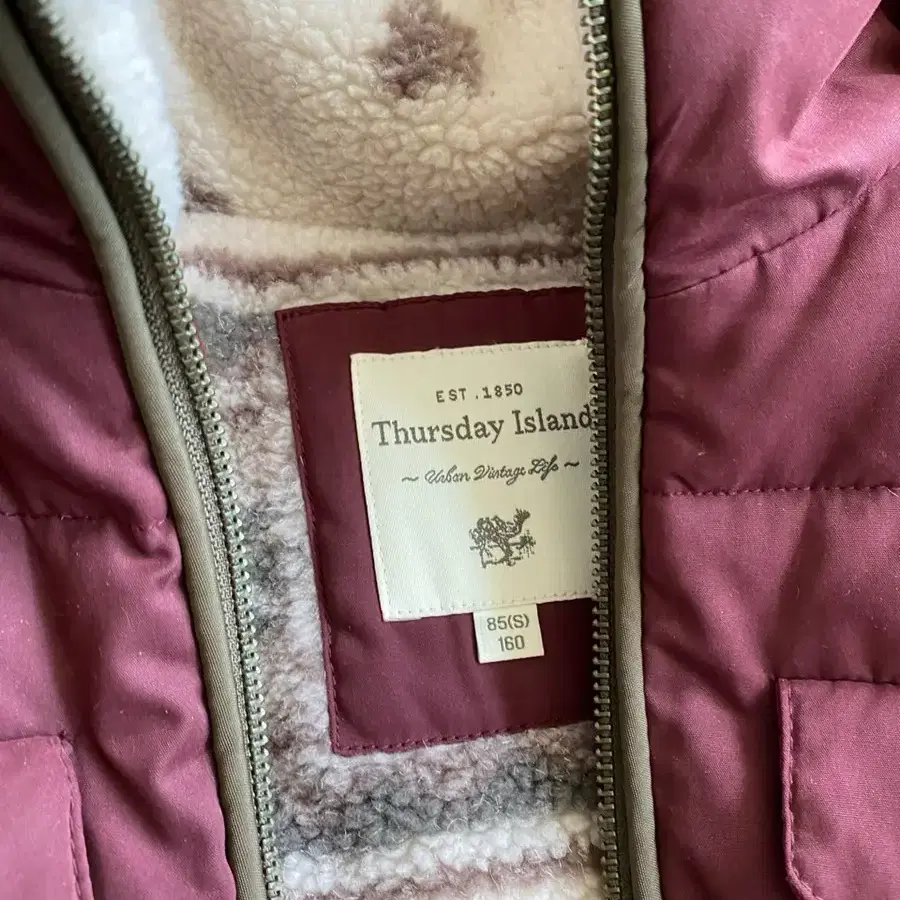 EST.1850
Thursday Island
~ Urban Vintage Life ~
85(S)
160